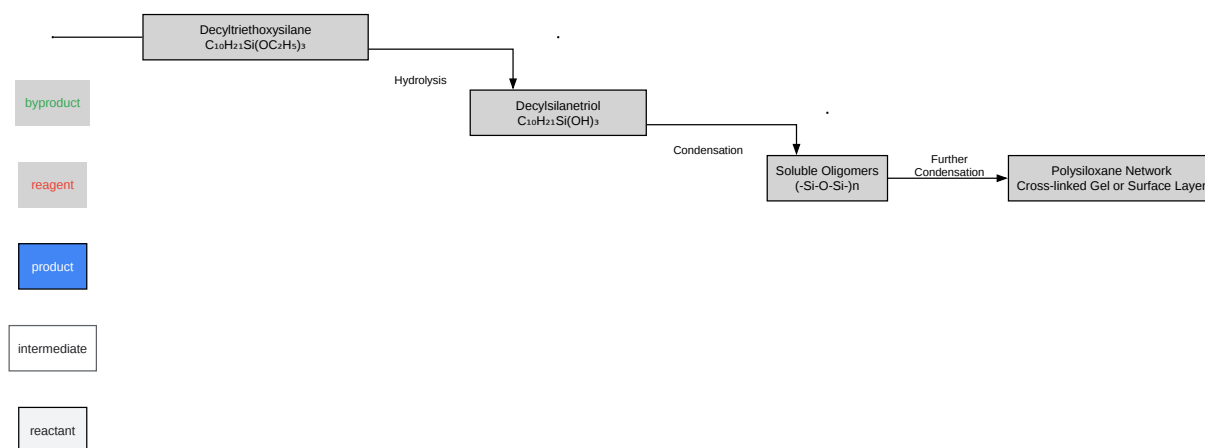 Decyltriethoxysilane
C₁₀H₂₁Si(OC₂H₅)₃
Hydrolysis
byproduct
Decylsilanetriol
C₁₀H₂₁Si(OH)₃
Condensation
Further
Condensation
Soluble Oligomers
(-Si-O-Si-)n
Polysiloxane Network
Cross-linked Gel or Surface Layer
reagent
product
intermediate
reactant